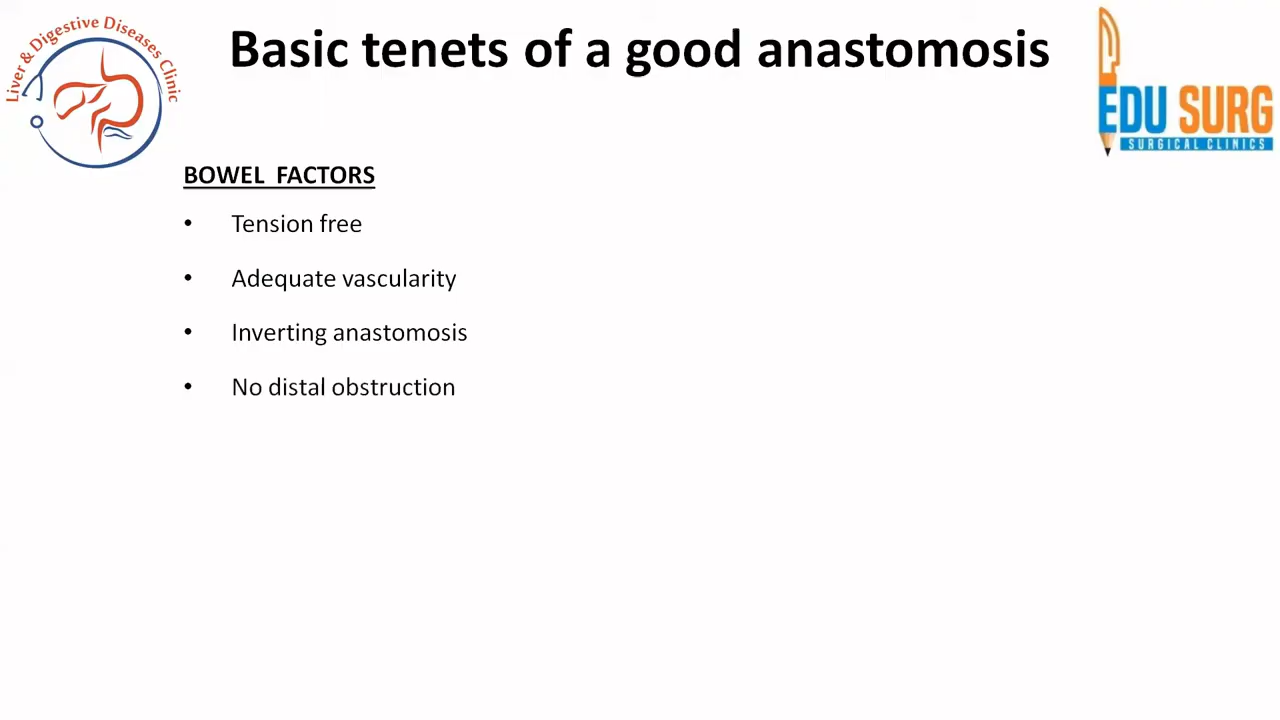 Liver & Digestive Diseases Clinic
Basic tenets of a good anastomosis
EDU SURG
SURGICAL CLINICS
BOWEL FACTORS
• Tension free
• Adequate vascularity
• Inverting anastomosis
• No distal obstruction